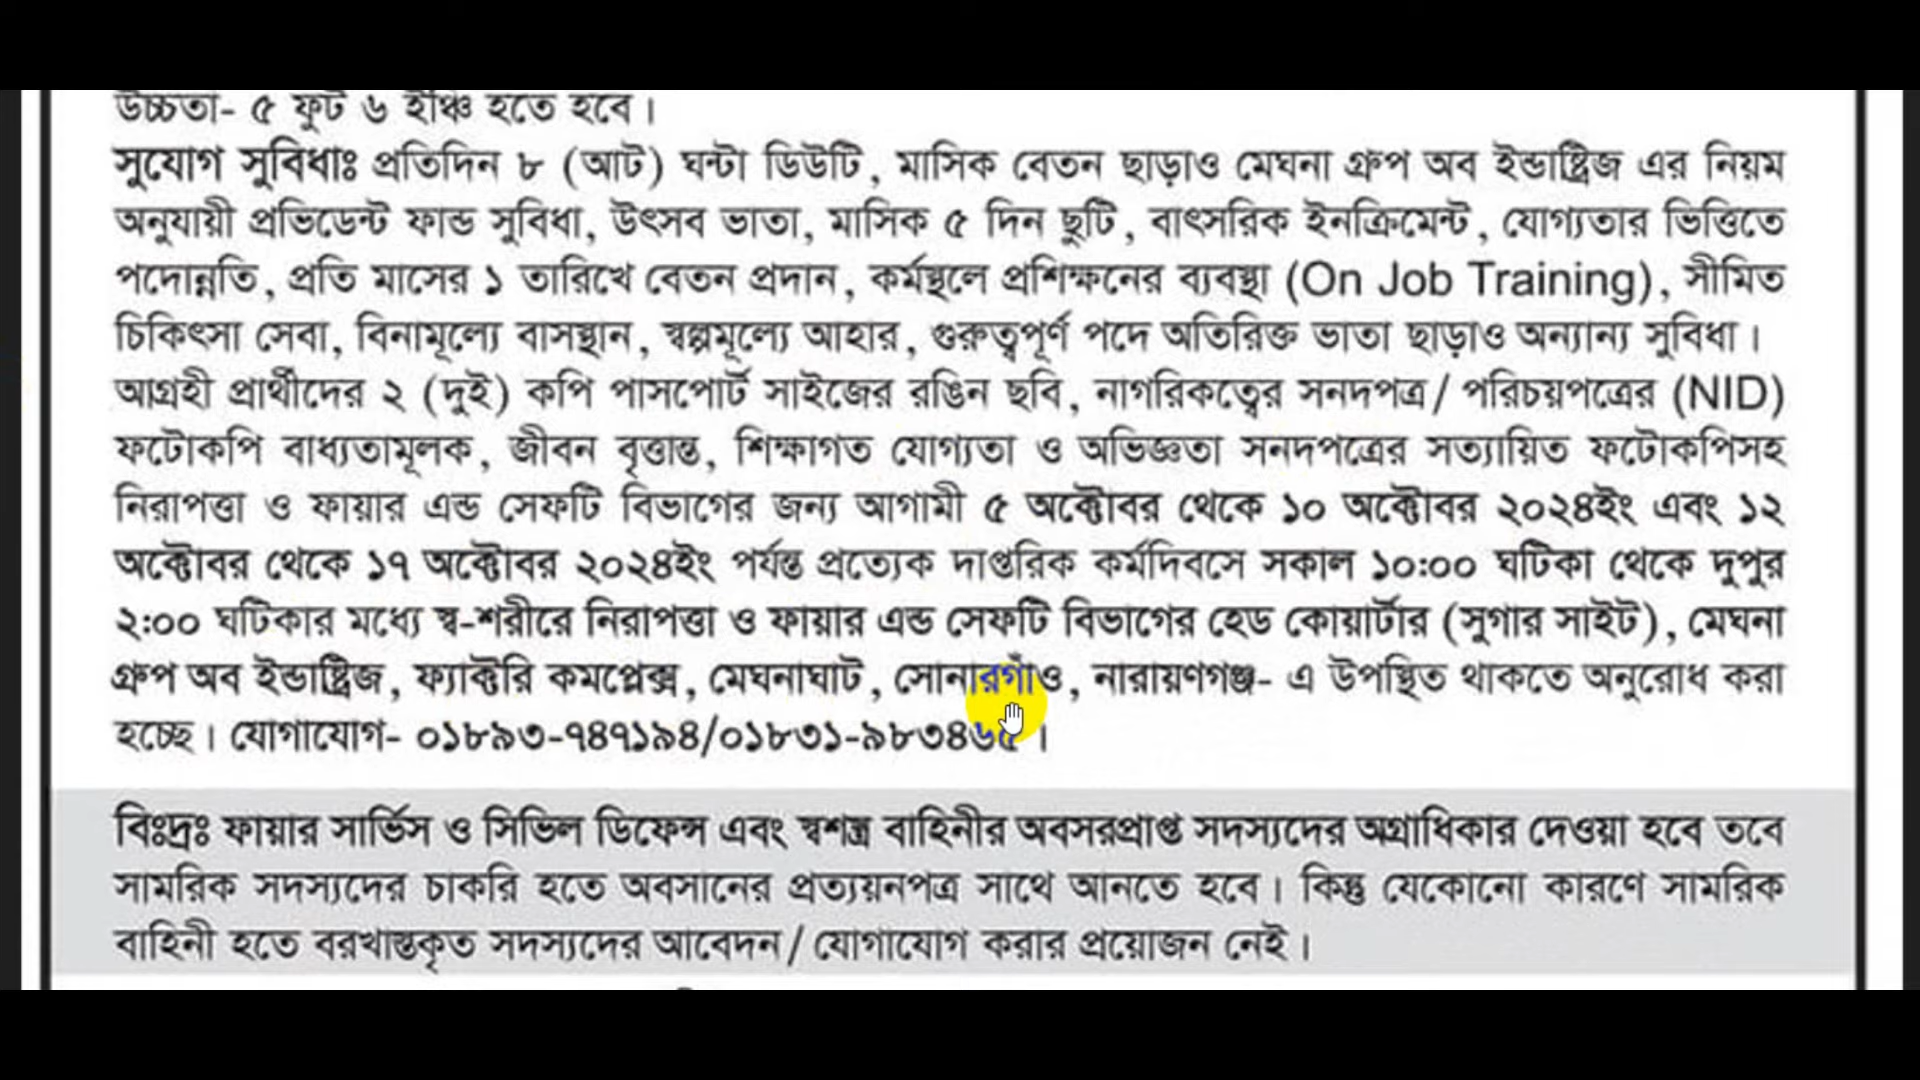 উচ্চতা- ৫ ফুট ৬ ইঞ্চি হতে হবে।
সুযোগ সুবিধাঃ প্রতিদিন ৮ (আট) ঘন্টা ডিউটি, মাসিক বেতন ছাড়াও মেঘনা গ্রুপ অব ইন্ডাষ্ট্রিজ এর নিয়ম
অনুযায়ী প্রভিডেন্ট ফান্ড সুবিধা, উৎসব ভাতা, মাসিক ৫ দিন ছুটি, বাৎসরিক ইনক্রিমেন্ট, যোগ্যতার ভিত্তিতে
পদোন্নতি, প্রতি মাসের ১ তারিখে বেতন প্রদান, কর্মস্থলে প্রশিক্ষনের ব্যবস্থা (On Job Training), সীমিত
চিকিৎসা সেবা, বিনামূল্যে বাসস্থান, স্বল্পমূল্যে আহার, গুরুত্বপূর্ণ পদে অতিরিক্ত ভাতা ছাড়াও অন্যান্য সুবিধা।
আগ্রহী প্রার্থীদের ২ (দুই) কপি পাসপোর্ট সাইজের রঙিন ছবি, নাগরিকত্বের সনদপত্র/ পরিচয়পত্রের (NID)
ফটোকপি বাধ্যতামূলক, জীবন বৃত্তান্ত, শিক্ষাগত যোগ্যতা ও অভিজ্ঞতা সনদপত্রের সত্যায়িত ফটোকপিসহ
নিরাপত্তা ও ফায়ার এন্ড সেফটি বিভাগের জন্য আগামী ৫ অক্টোবর থেকে ১০ অক্টোবর ২০২৪ইং এবং ১২
অক্টোবর থেকে ১৭ অক্টোবর ২০২৪ইং পর্যন্ত প্রত্যেক দাপ্তরিক কর্মদিবসে সকাল ১০:০০ ঘটিকা থেকে দুপুর
২:০০ ঘটিকার মধ্যে স্ব-শরীরে নিরাপত্তা ও ফায়ার এন্ড সেফটি বিভাগের হেড কোয়ার্টার (সুগার সাইট), মেঘনা
গ্রুপ অব ইন্ডাষ্ট্রিজ, ফ্যাক্টরি কমপ্লেক্স, মেঘনাঘাট, সোনারগাঁও, নারায়ণগঞ্জ- এ উপস্থিত থাকতে অনুরোধ করা
হচ্ছে। যোগাযোগ- ০১৮৯৩-৭৪৭১৯৪/০১৮৩১-৯৮৩৪৬৫।
বিঃদ্রঃ ফায়ার সার্ভিস ও সিভিল ডিফেন্স এবং স্বশস্ত্র বাহিনীর অবসরপ্রাপ্ত সদস্যদের অগ্রাধিকার দেওয়া হবে তবে
সামরিক সদস্যদের চাকরি হতে অবসানের প্রত্যয়নপত্র সাথে আনতে হবে। কিন্তু যেকোনো কারণে সামরিক
বাহিনী হতে বরখাস্তকৃত সদস্যদের আবেদন/যোগাযোগ করার প্রয়োজন নেই।